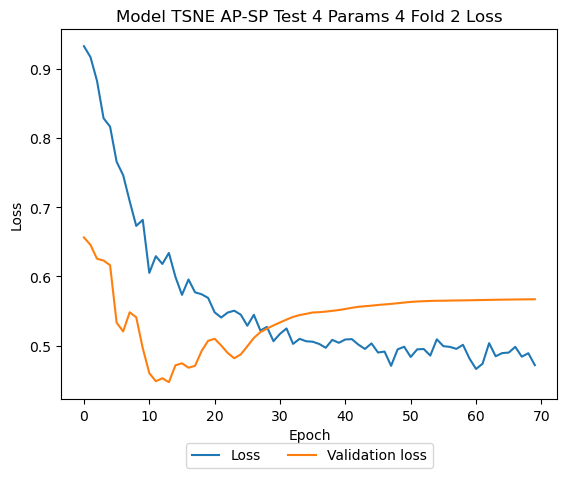 Model TSNE AP-SP Test 4 Params 4 Fold 2 Loss
0.9
0.8
0.7
0.6
0.5
Loss
0 10 20 30 40 50 60 70
Epoch
Loss Validation loss